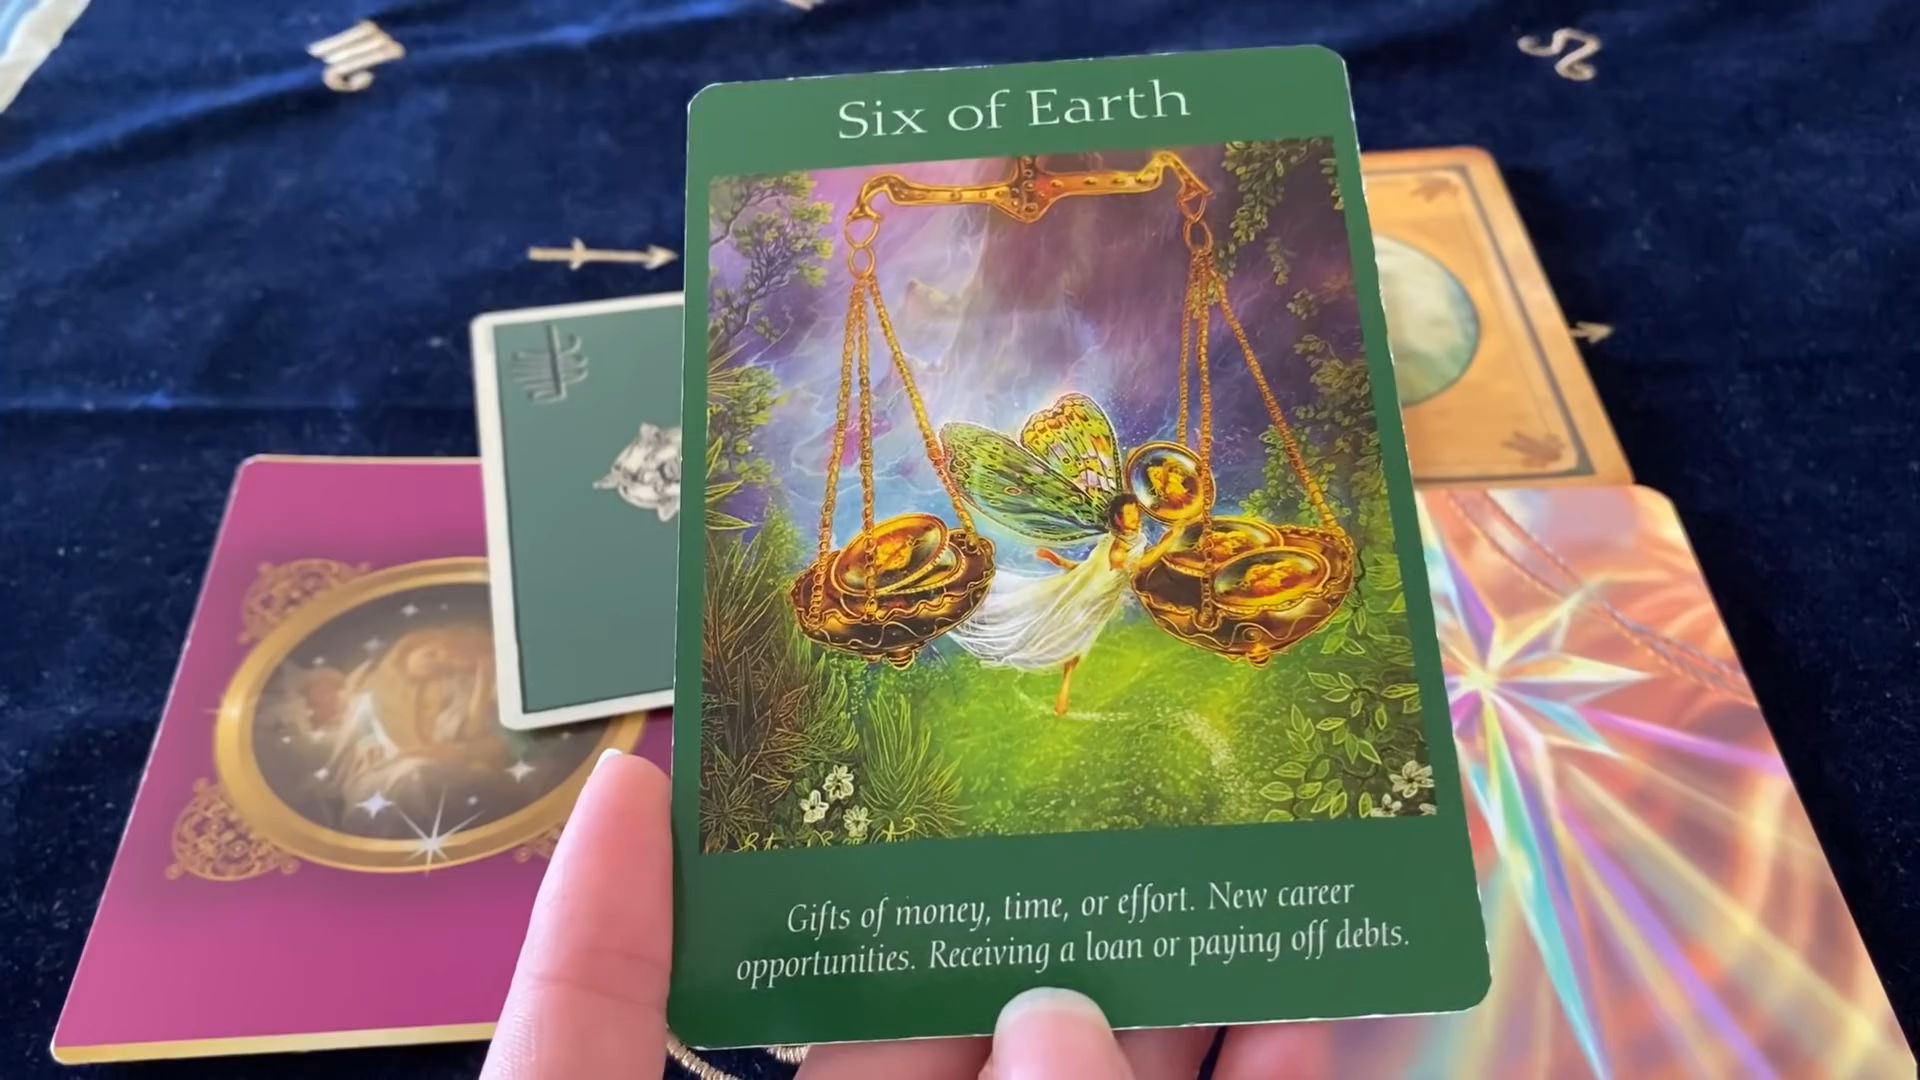 Six of Earth
Gifts of money, time, or effort. New career
opportunities. Receiving a loan or paying off debts.